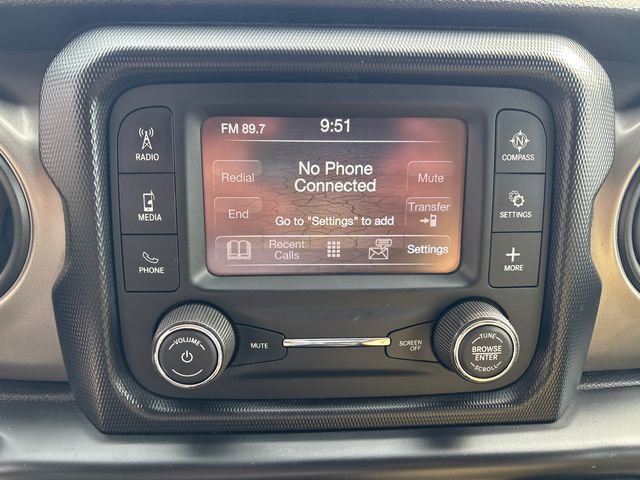 FM 89.7
9:51
Redial
No Phone
Connected
Mute
End
Transfer
Go to "Settings" to add
Recent
Calls
Settings
RADIO
MEDIA
PHONE
N
COMPASS
SETTINGS
MORE
VOLUME
MUTE
SCREEN
OFF
TUNE
BROWSE
ENTER
SCROLL